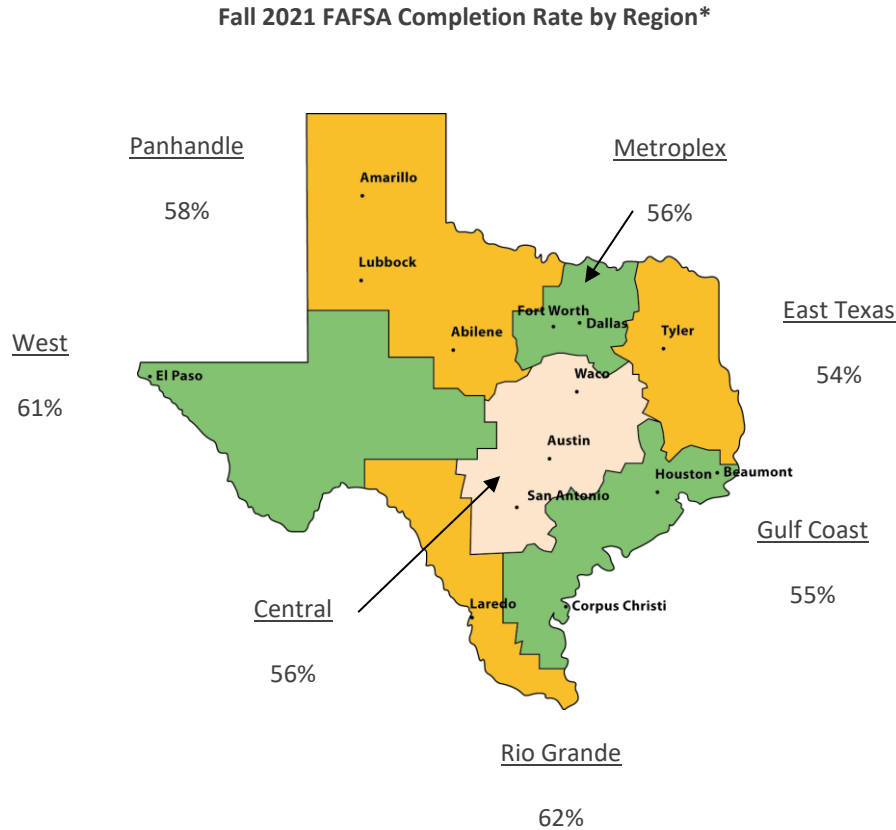 Fall 2021 FAFSA Completion Rate by Region*
Panhandle
58%
Metroplex
56%
Amarillo
Lubbock
Abilene
Fort Worth
Dallas
Tyler
East Texas
54%
West
61%
El Paso
Waco
Austin
San Antonio
Houston
Beaumont
Gulf Coast
55%
Central
56%
Laredo
Corpus Christi
Rio Grande
62%